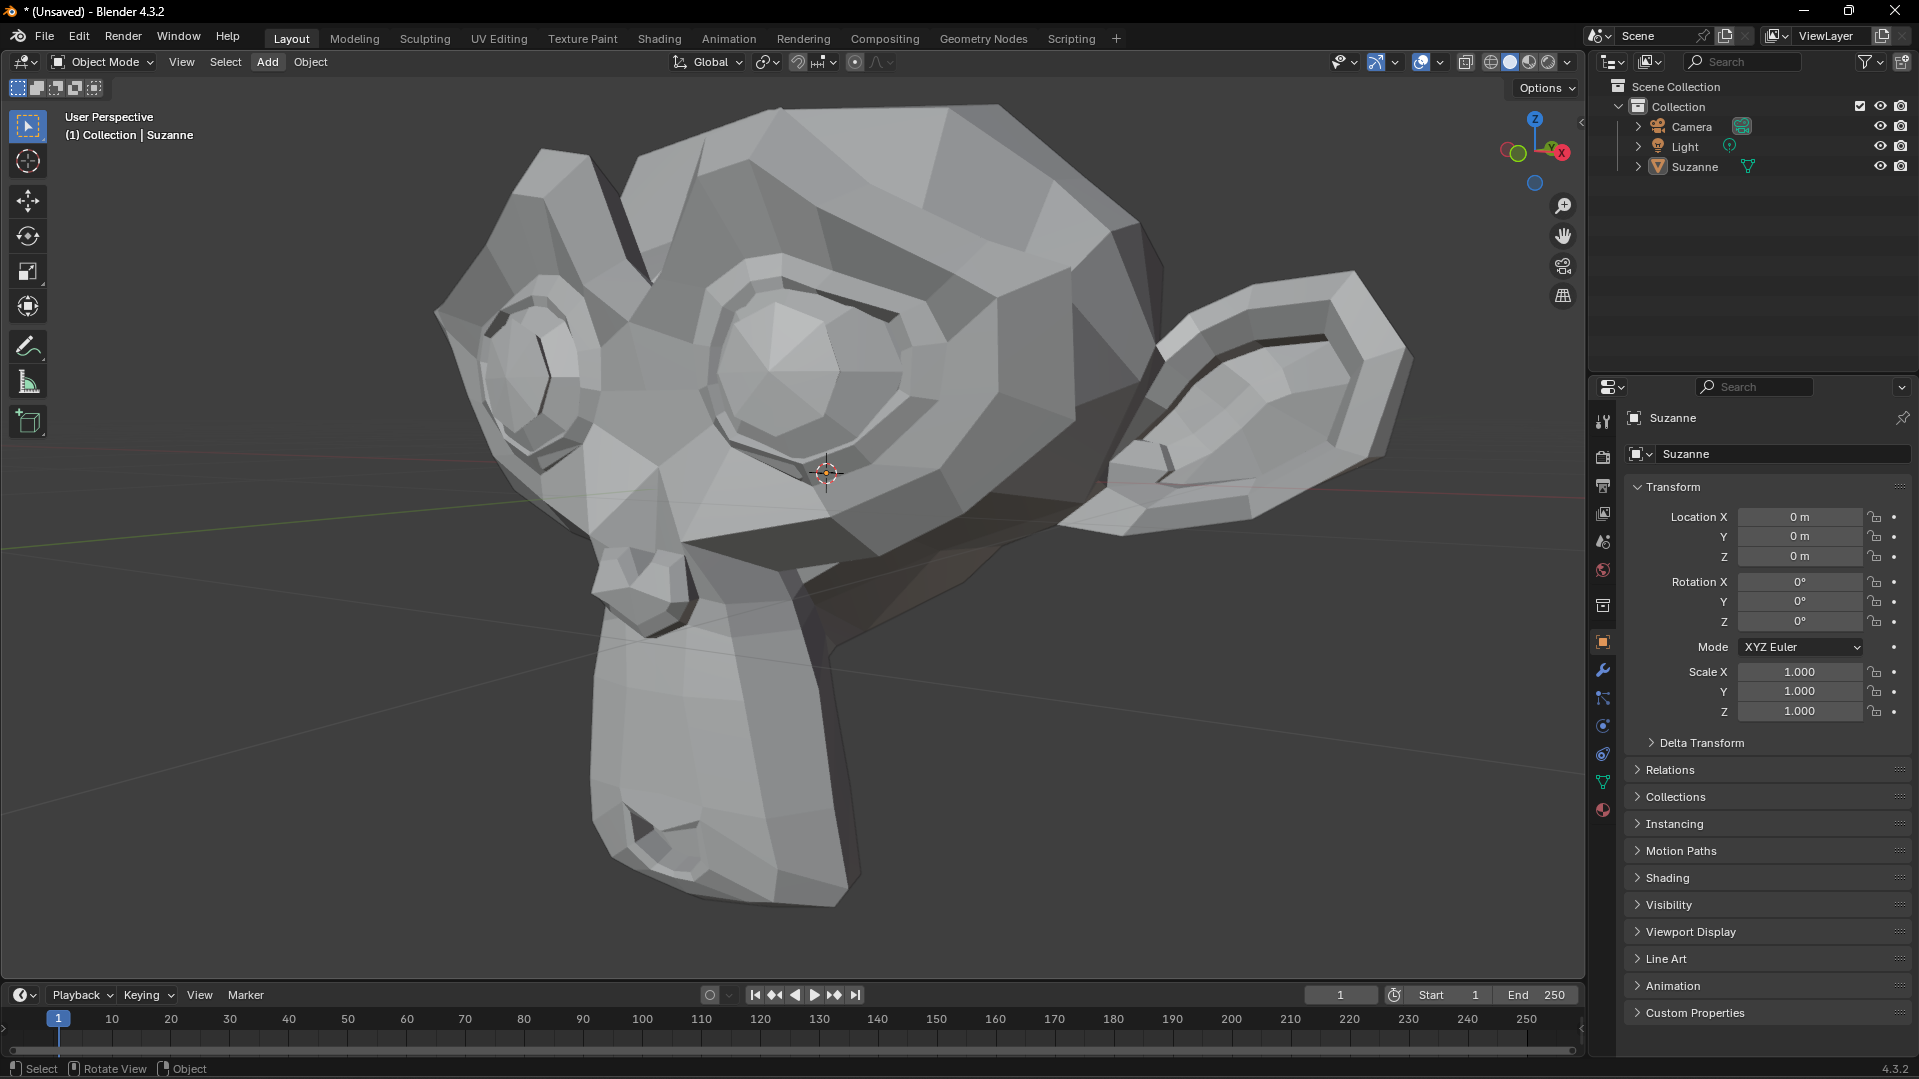 * (Unsaved) - Blender 4.3.2
File Edit Render Window Help Layout Modeling Sculpting UV Editing Texture Paint Shading Animation Rendering Compositing Geometry Nodes Scripting + Scene ViewLayer
Object Mode View Select Add Object Global Search
Options
User Perspective
(1) Collection | Suzanne
Z
Y
X
Scene Collection
Collection
Camera
Light
Suzanne
Search
Suzanne
Suzanne
Transform
Location X 0 m
Y 0 m
Z 0 m
Rotation X 0°
Y 0°
Z 0°
Mode XYZ Euler
Scale X 1.000
Y 1.000
Z 1.000
Delta Transform
Relations
Collections
Instancing
Motion Paths
Shading
Visibility
Viewport Display
Line Art
Animation
Custom Properties
Playback Keying View Marker 1 Start 1 End 250
1 10 20 30 40 50 60 70 80 90 100 110 120 130 140 150 160 170 180 190 200 210 220 230 240 250
Select Rotate View Object 4.3.2